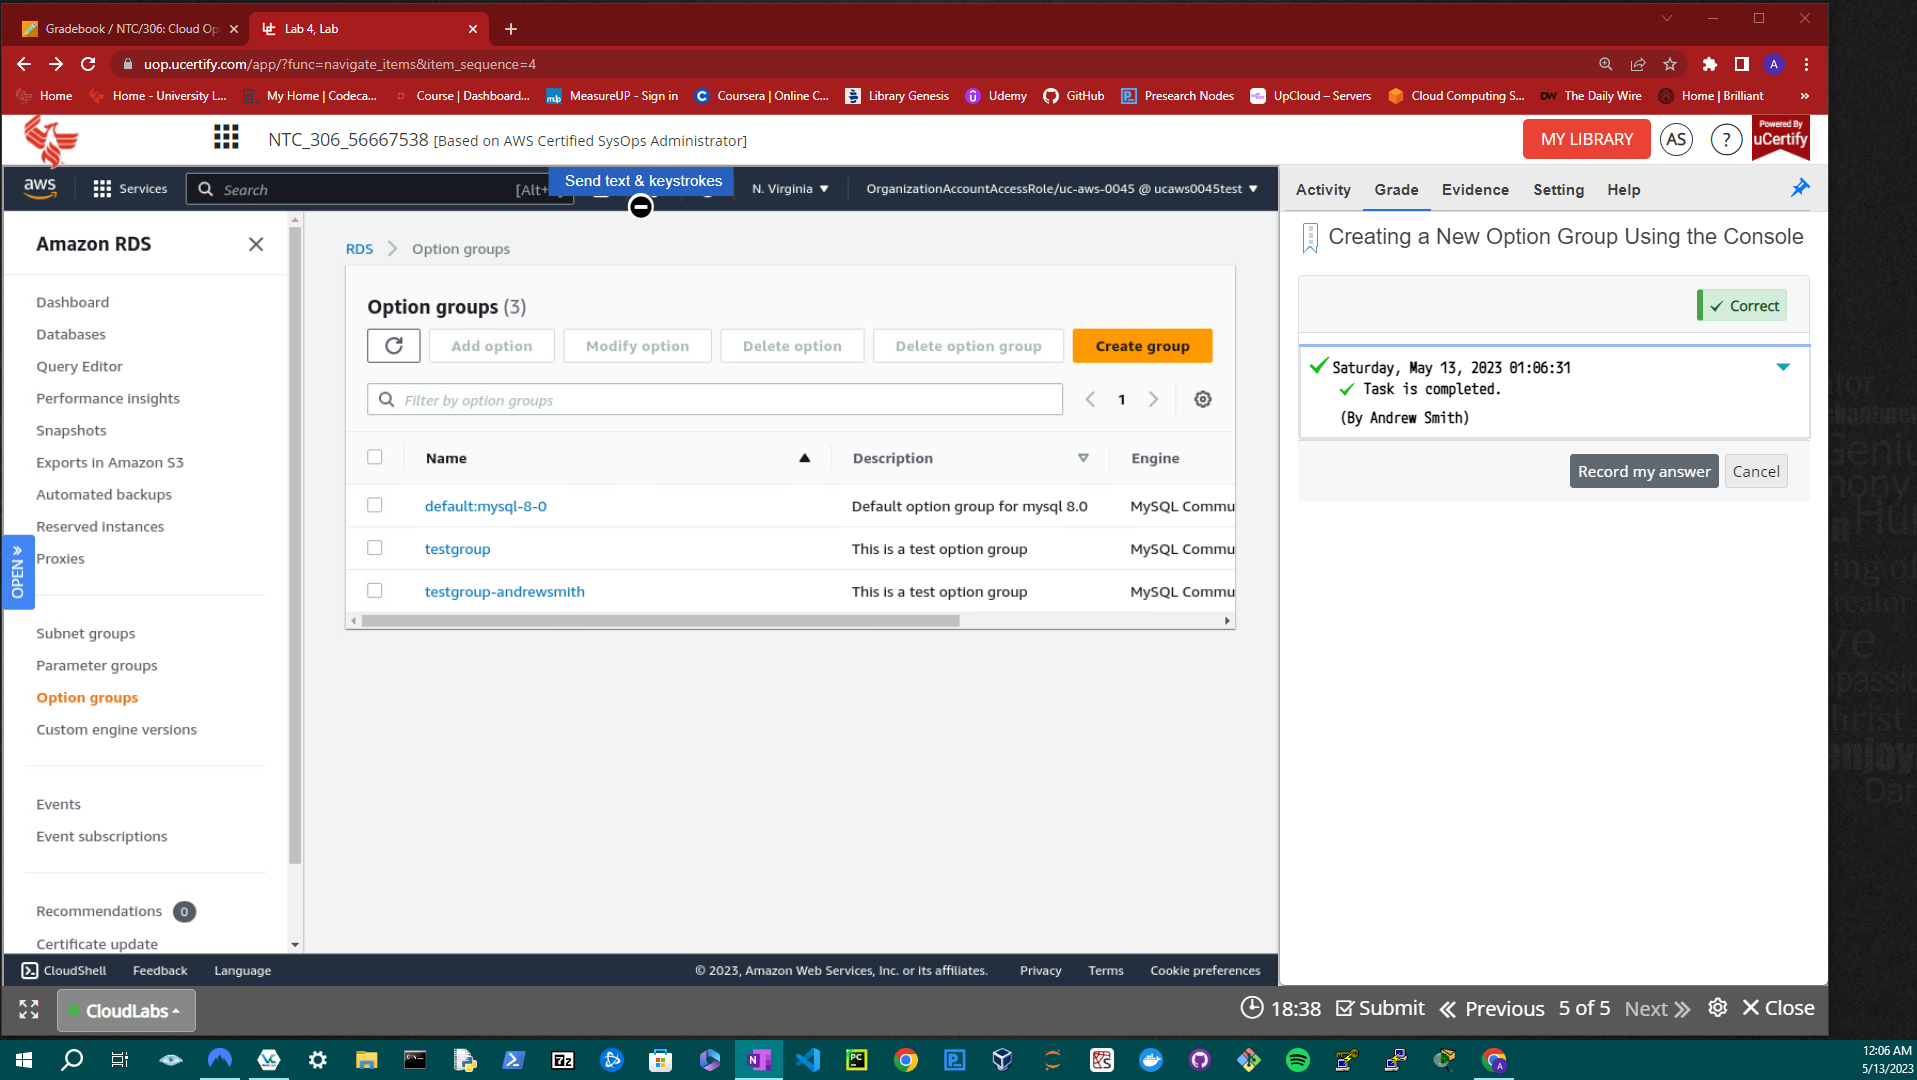 Gradebook / NTC/306: Cloud Op
Lab 4, Lab
uop.ucertify.com/app/?func=navigate_items&item_sequence=4
Home
Home - University L...
My Home | Codeca...
Course | Dashboard...
MeasureUP - Sign in
Coursera | Online C...
Library Genesis
Udemy
GitHub
Presearch Nodes
UpCloud – Servers
Cloud Computing S...
The Daily Wire
Home | Brilliant
NTC_306_56667538 [Based on AWS Certified SysOps Administrator]
MY LIBRARY
AS
?
Powered By
uCertify
aws
Services
Search
[Alt+
Send text & keystrokes
N. Virginia
OrganizationAccountAccessRole/uc-aws-0045 @ ucaws0045test
Activity
Grade
Evidence
Setting
Help
Amazon RDS
Dashboard
Databases
Query Editor
Performance insights
Snapshots
Exports in Amazon S3
Automated backups
Reserved instances
Proxies
OPEN »
Subnet groups
Parameter groups
Option groups
Custom engine versions
Events
Event subscriptions
Recommendations 0
Certificate update
RDS > Option groups
Option groups (3)
Add option
Modify option
Delete option
Delete option group
Create group
Filter by option groups
1
Name Description Engine
default:mysql-8-0 Default option group for mysql 8.0 MySQL Commu
testgroup This is a test option group MySQL Commu
testgroup-andrewsmith This is a test option group MySQL Commu
Creating a New Option Group Using the Console
Correct
Saturday, May 13, 2023 01:06:31
Task is completed.
(By Andrew Smith)
Record my answer
Cancel
CloudShell
Feedback
Language
© 2023, Amazon Web Services, Inc. or its affiliates.
Privacy
Terms
Cookie preferences
CloudLabs
18:38
Submit
Previous
5 of 5
Next
Close
12:06 AM
5/13/2023